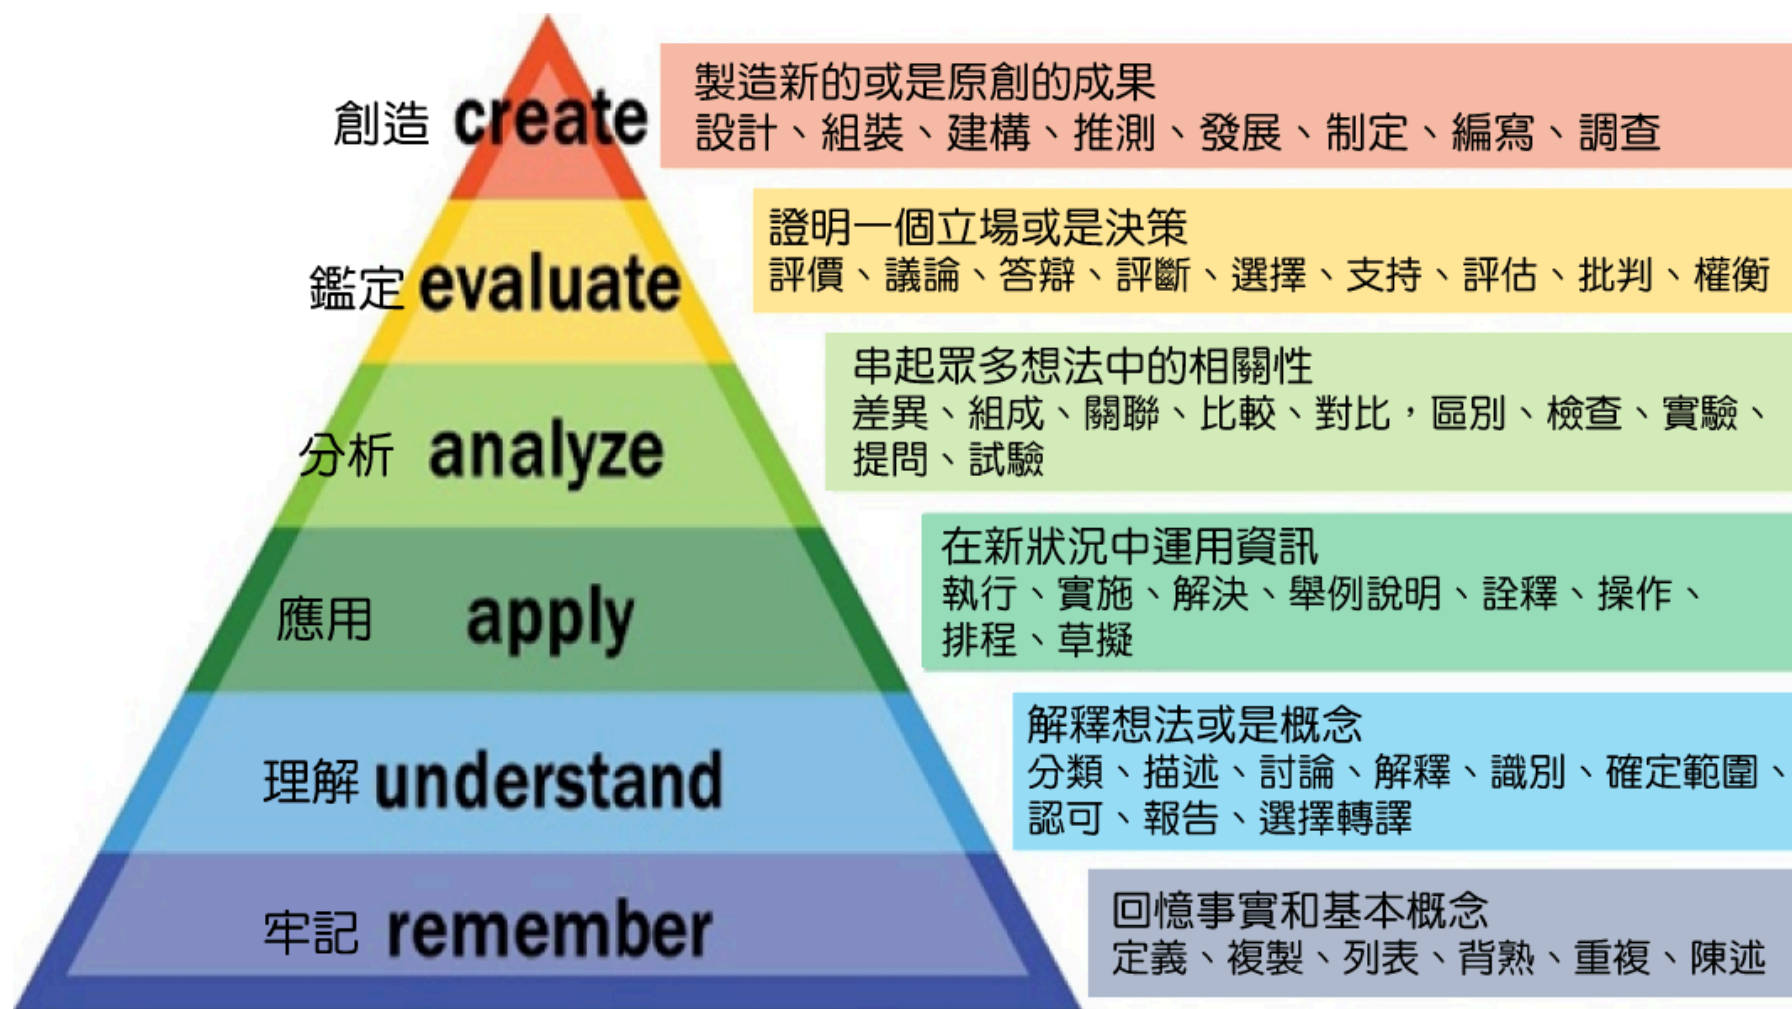 創造 create
製造新的或是原創的成果
設計、組裝、建構、推測、發展、制定、編寫、調查
鑑定 evaluate
證明一個立場或是決策
評價、議論、答辯、評斷、選擇、支持、評估、批判、權衡
分析 analyze
串起眾多想法中的相關性
差異、組成、關聯、比較、對比，區別、檢查、實驗、
提問、試驗
應用 apply
在新狀況中運用資訊
執行、實施、解決、舉例說明、詮釋、操作、
排程、草擬
理解 understand
解釋想法或是概念
分類、描述、討論、解釋、識別、確定範圍、
認可、報告、選擇轉譯
牢記 remember
回憶事實和基本概念
定義、複製、列表、背熟、重複、陳述